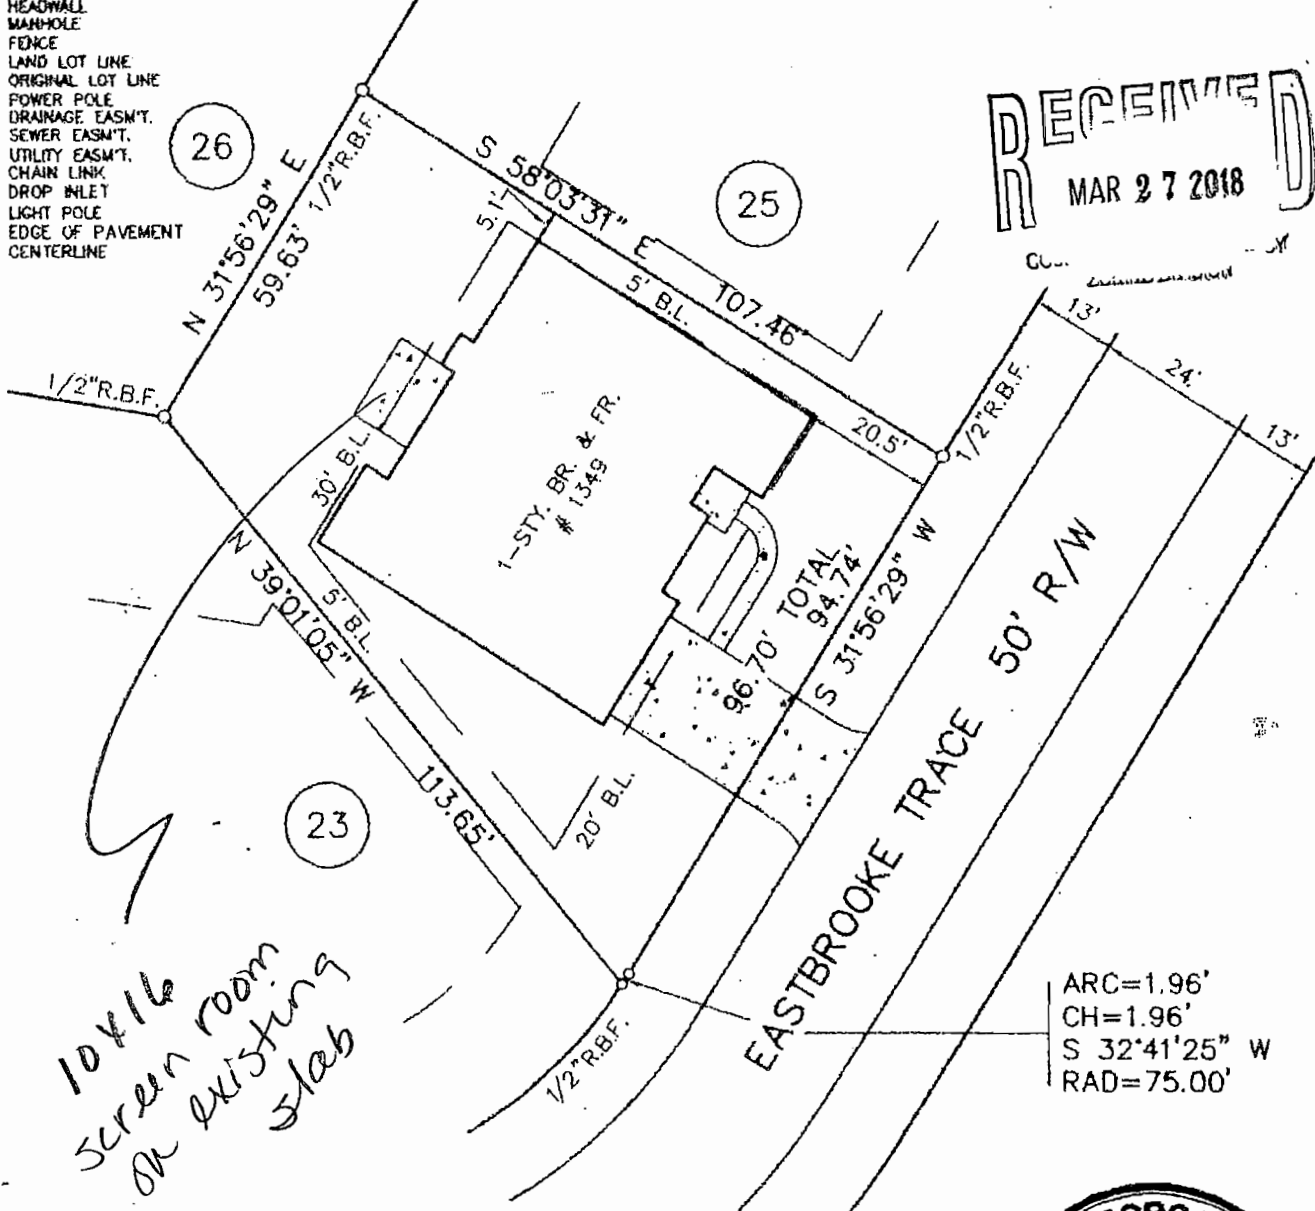 HEADWALL
MANHOLE
FENCE
LAND LOT LINE
ORIGINAL LOT LINE
POWER POLE
DRAINAGE EASM'T.
SEWER EASM'T.
UTILITY EASM'T.
CHAIN LINK
DROP INLET
LIGHT POLE
EDGE OF PAVEMENT
CENTERLINE
26
N 31°56'29" E
59.63'
1/2"R.B.F.
1/2"R.B.F.
S 58°03'31" E
107.46'
5.1'
5' B.L.
25
RECEIVED
MAR 27 2018
13'
24'
13'
1/2"R.B.F.
20.5'
30' B.L.
1-STY. BR. & FR.
# 1349
N 39°01'05" W
113.65'
5' B.L.
20' B.L.
96.70' TOTAL
94.74'
S 31°56'29" W
EASTBROOKE TRACE 50' R/W
23
1/2"R.B.F.
ARC=1.96'
CH=1.96'
S 32°41'25" W
RAD=75.00'
10x16
screen room
on existing
slab